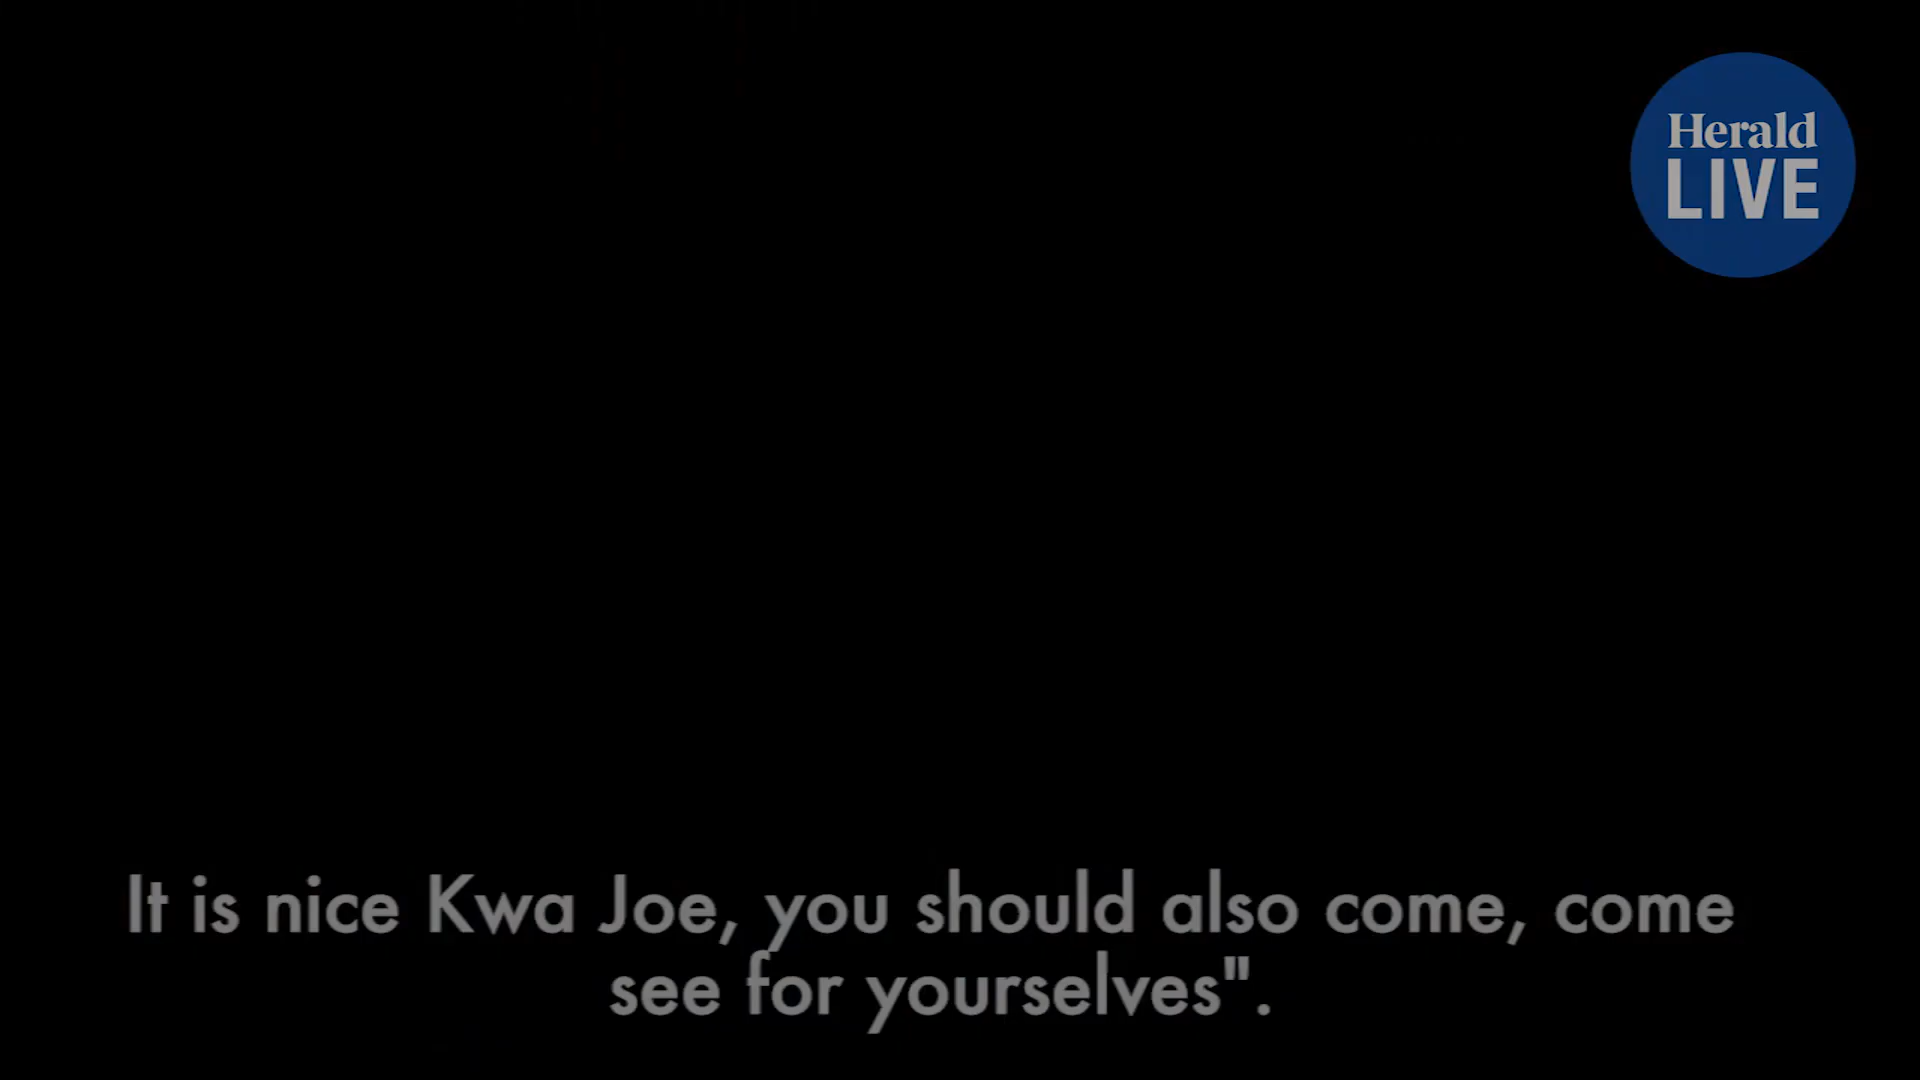 Herald
LIVE
It is nice Kwa Joe, you should also come, come
see for yourselves".